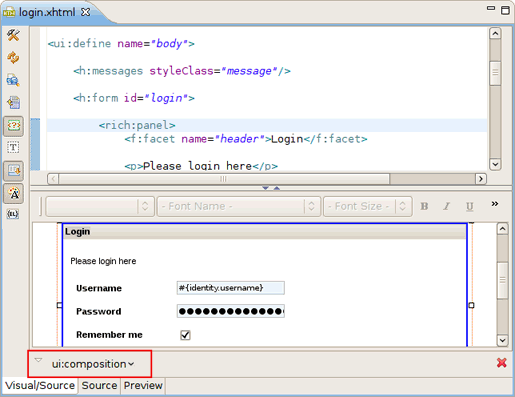 login.xhtml
<ui:define name="body">
<h:messages styleClass="message"/>
<h:form id="login">
<rich:panel>
<f:facet name="header">Login</f:facet>
<p>Please login here</p>
- Font Name - - Font Size - B I U »
Login
Please login here
Username #{identity.username}
Password ●●●●●●●●●●●●●●
Remember me
ui:composition
Visual/Source Source Preview